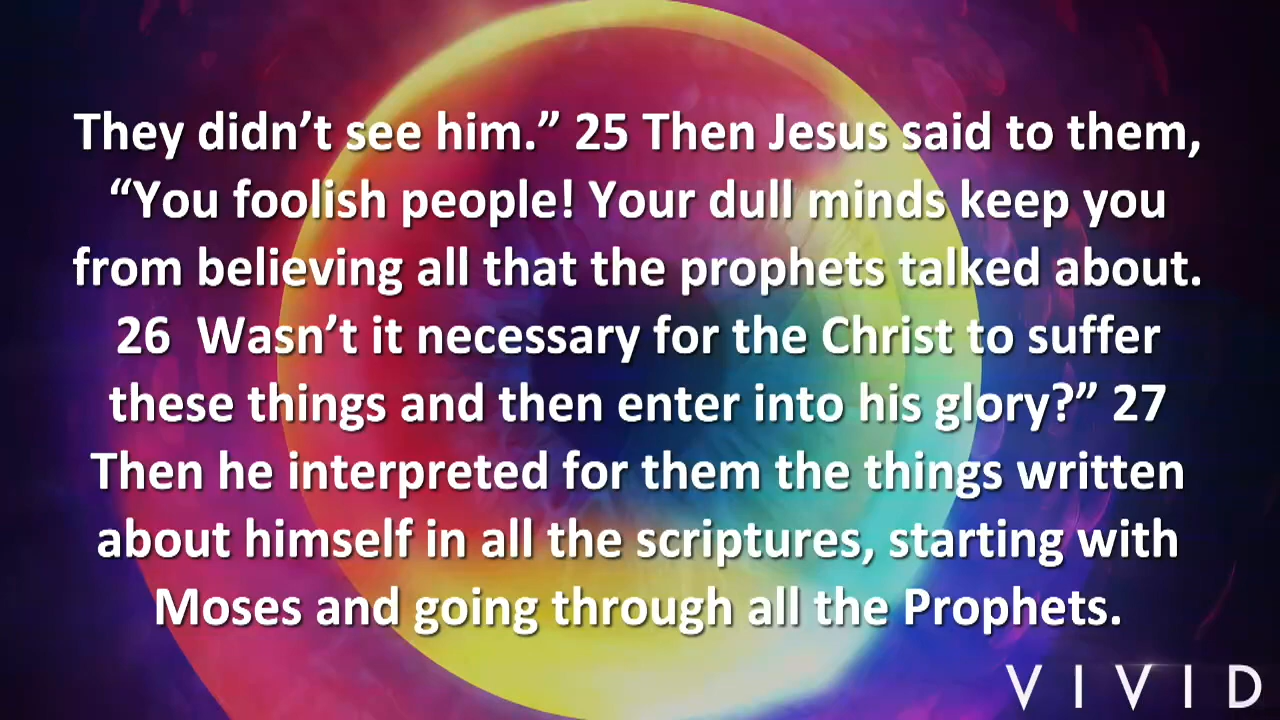 They didn’t see him.” 25 Then Jesus said to them,
“You foolish people! Your dull minds keep you
from believing all that the prophets talked about.
26  Wasn’t it necessary for the Christ to suffer
these things and then enter into his glory?” 27
Then he interpreted for them the things written
about himself in all the scriptures, starting with
Moses and going through all the Prophets.
VIVID